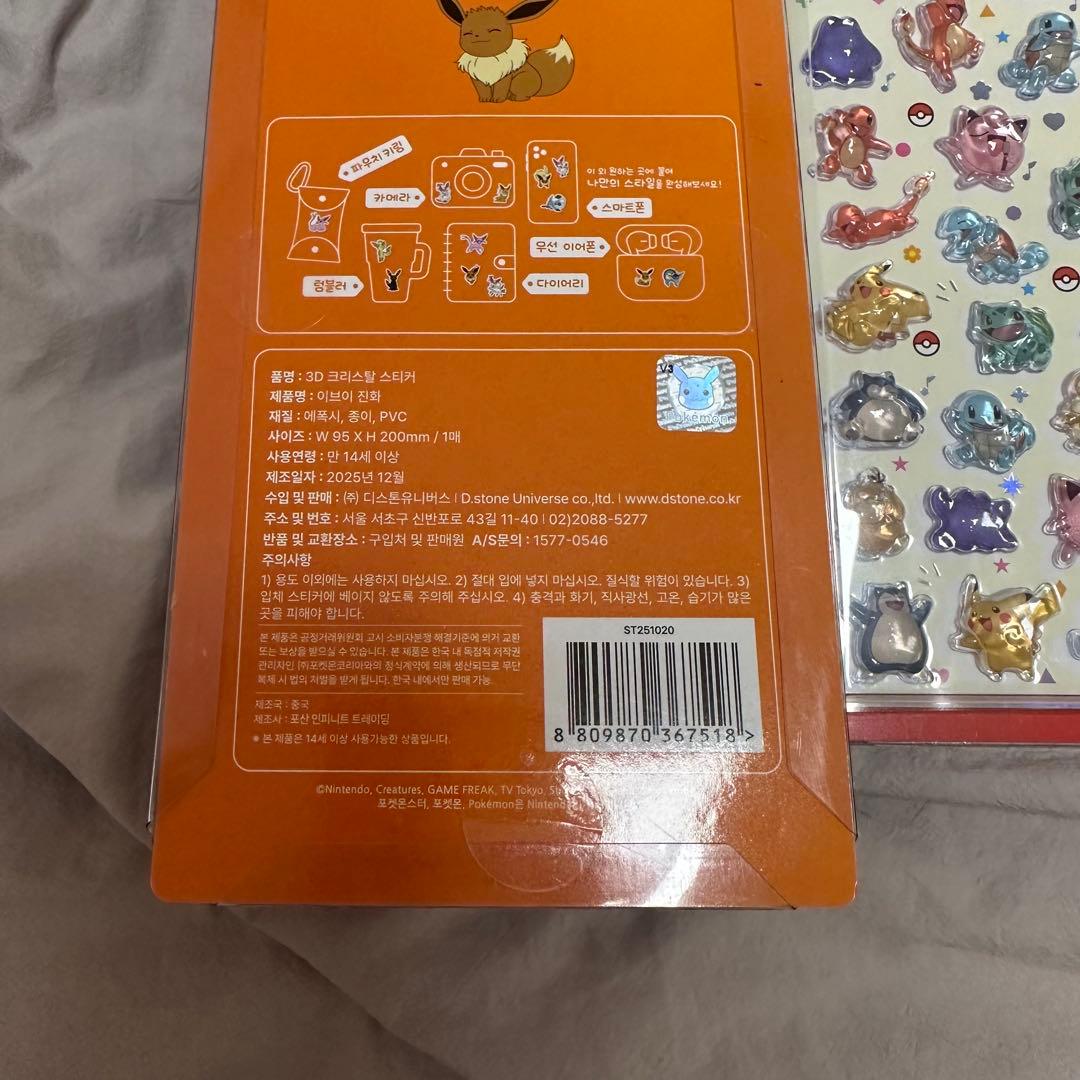 파우치 키링
카메라
이 외 원하는 곳에 붙여
나만의 스타일을 완성해보세요!
스마트폰
무선 이어폰
텀블러
다이어리
품명 : 3D 크리스탈 스티커
제품명 : 이브이 진화
재질 : 에폭시, 종이, PVC
사이즈 : W 95 X H 200mm / 1매
사용연령 : 만 14세 이상
제조일자 : 2025년 12월
수입 및 판매 : (주) 디스톤유니버스 I D.stone Universe co.,ltd. I www.dstone.co.kr
주소 및 번호 : 서울 서초구 신반포로 43길 11-40 I 02)2088-5277
반품 및 교환장소 : 구입처 및 판매원 A/S문의 : 1577-0546
주의사항
1) 용도 이외에는 사용하지 마십시오. 2) 절대 입에 넣지 마십시오. 질식할 위험이 있습니다. 3)
입체 스티커에 베이지 않도록 주의해 주십시오. 4) 충격과 화기, 직사광선, 고온, 습기가 많은
곳을 피해야 합니다.
V3
Pokémon
본 제품은 공정거래위원회 고시 소비자분쟁 해결기준에 의거 교환
또는 보상을 받으실 수 있습니다. 본 제품은 한국 내 독점적 저작권
관리자인 (주)포켓몬코리아와의 정식계약에 의해 생산되므로 무단
복제 시 법의 처벌을 받게 됩니다. 한국 내에서만 판매 가능
제조국 : 중국
제조사 : 포산 인피니트 트레이딩
* 본 제품은 14세 이상 사용가능한 상품입니다.
ST251020
8 809870 367518 >
©Nintendo, Creatures, GAME FREAK, TV Tokyo,
포켓몬스터, 포켓몬, Pokémon은